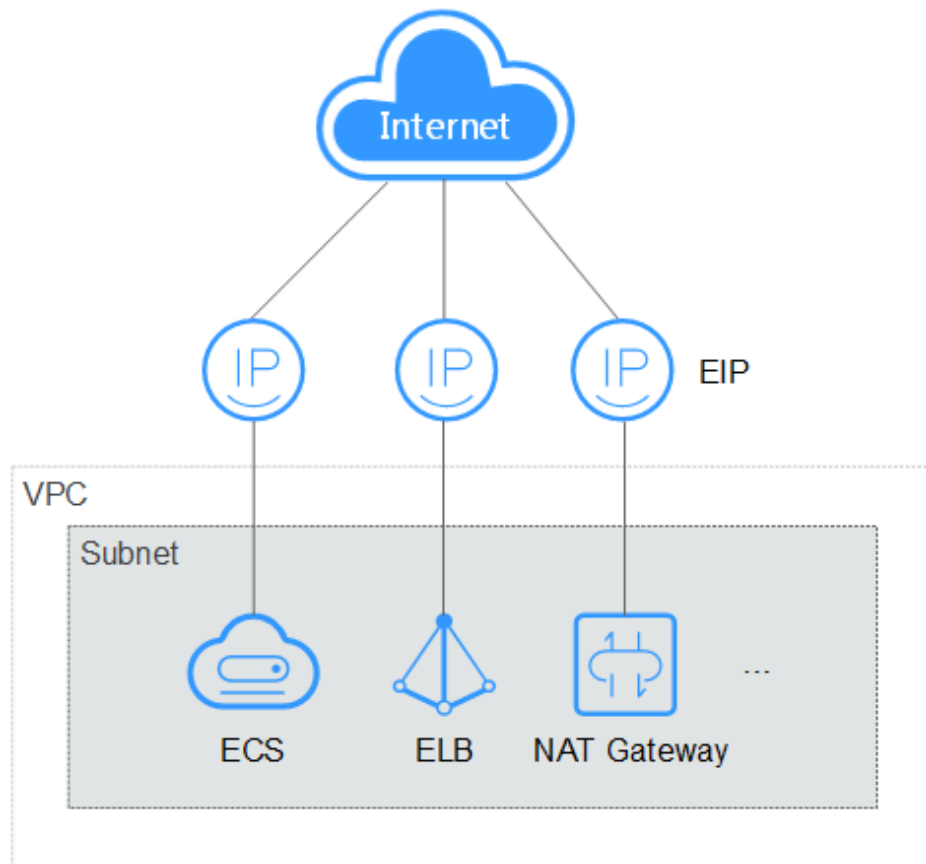 Internet
IP IP IP EIP
VPC
Subnet
...
ECS ELB NAT Gateway